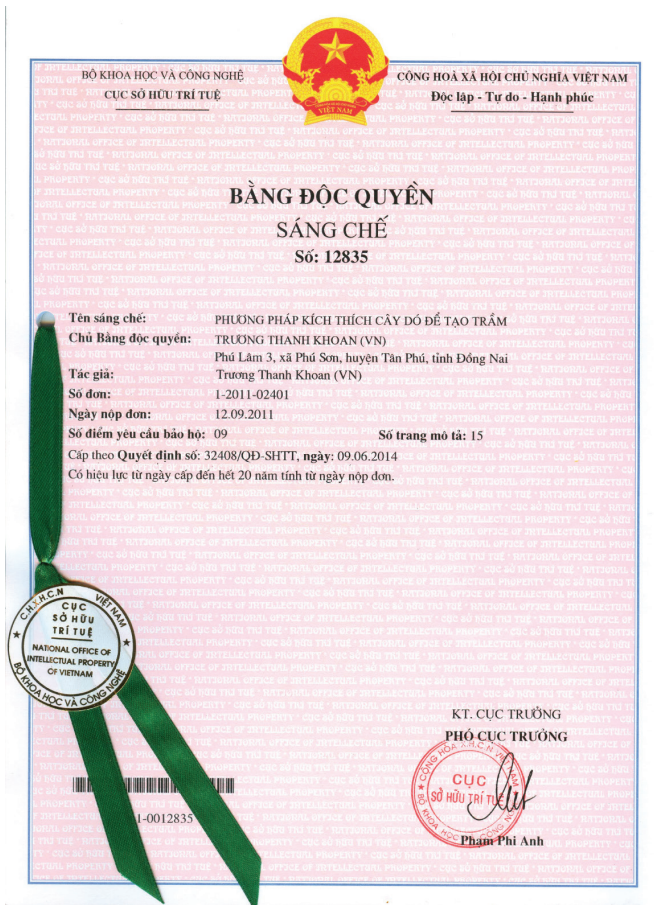 BỘ KHOA HỌC VÀ CÔNG NGHỆ
CỤC SỞ HỮU TRÍ TUỆ
CỘNG HOÀ XÃ HỘI CHỦ NGHĨA VIỆT NAM
Độc lập - Tự do - Hạnh phúc
VIỆT NAM
BẰNG ĐỘC QUYỀN
SÁNG CHẾ
Số: 12835
Tên sáng chế: PHƯƠNG PHÁP KÍCH THÍCH CÂY DÓ ĐỂ TẠO TRẦM
Chủ Bằng độc quyền: TRƯƠNG THANH KHOAN (VN)
Phú Lâm 3, xã Phú Sơn, huyện Tân Phú, tỉnh Đồng Nai
Tác giả: Trương Thanh Khoan (VN)
Số đơn: 1-2011-02401
Ngày nộp đơn: 12.09.2011
Số điểm yêu cầu bảo hộ: 09 Số trang mô tả: 15
Cấp theo Quyết định số: 32408/QĐ-SHTT, ngày: 09.06.2014
Có hiệu lực từ ngày cấp đến hết 20 năm tính từ ngày nộp đơn.
C.H.X.H.C.N VIỆT NAM
CỤC
SỞ HỮU
TRÍ TUỆ
NATIONAL OFFICE OF
INTELLECTUAL PROPERTY
OF VIETNAM
BỘ KHOA HỌC VÀ CÔNG NGHỆ
KT. CỤC TRƯỞNG
PHÓ CỤC TRƯỞNG
CỤC
SỞ HỮU TRÍ TUỆ
1-0012835
Phạm Phi Anh